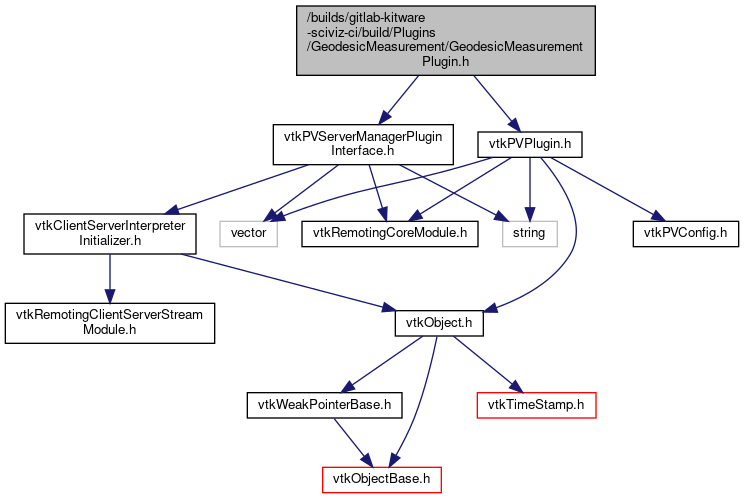 /builds/gitlab-kitware
-sciviz-ci/build/Plugins
/GeodesicMeasurement/GeodesicMeasurement
Plugin.h
vtkPVServerManagerPlugin
Interface.h
vtkPVPlugin.h
vtkClientServerInterpreter
Initializer.h
vector
vtkRemotingCoreModule.h
string
vtkPVConfig.h
vtkRemotingClientServerStream
Module.h
vtkObject.h
vtkWeakPointerBase.h
vtkTimeStamp.h
vtkObjectBase.h